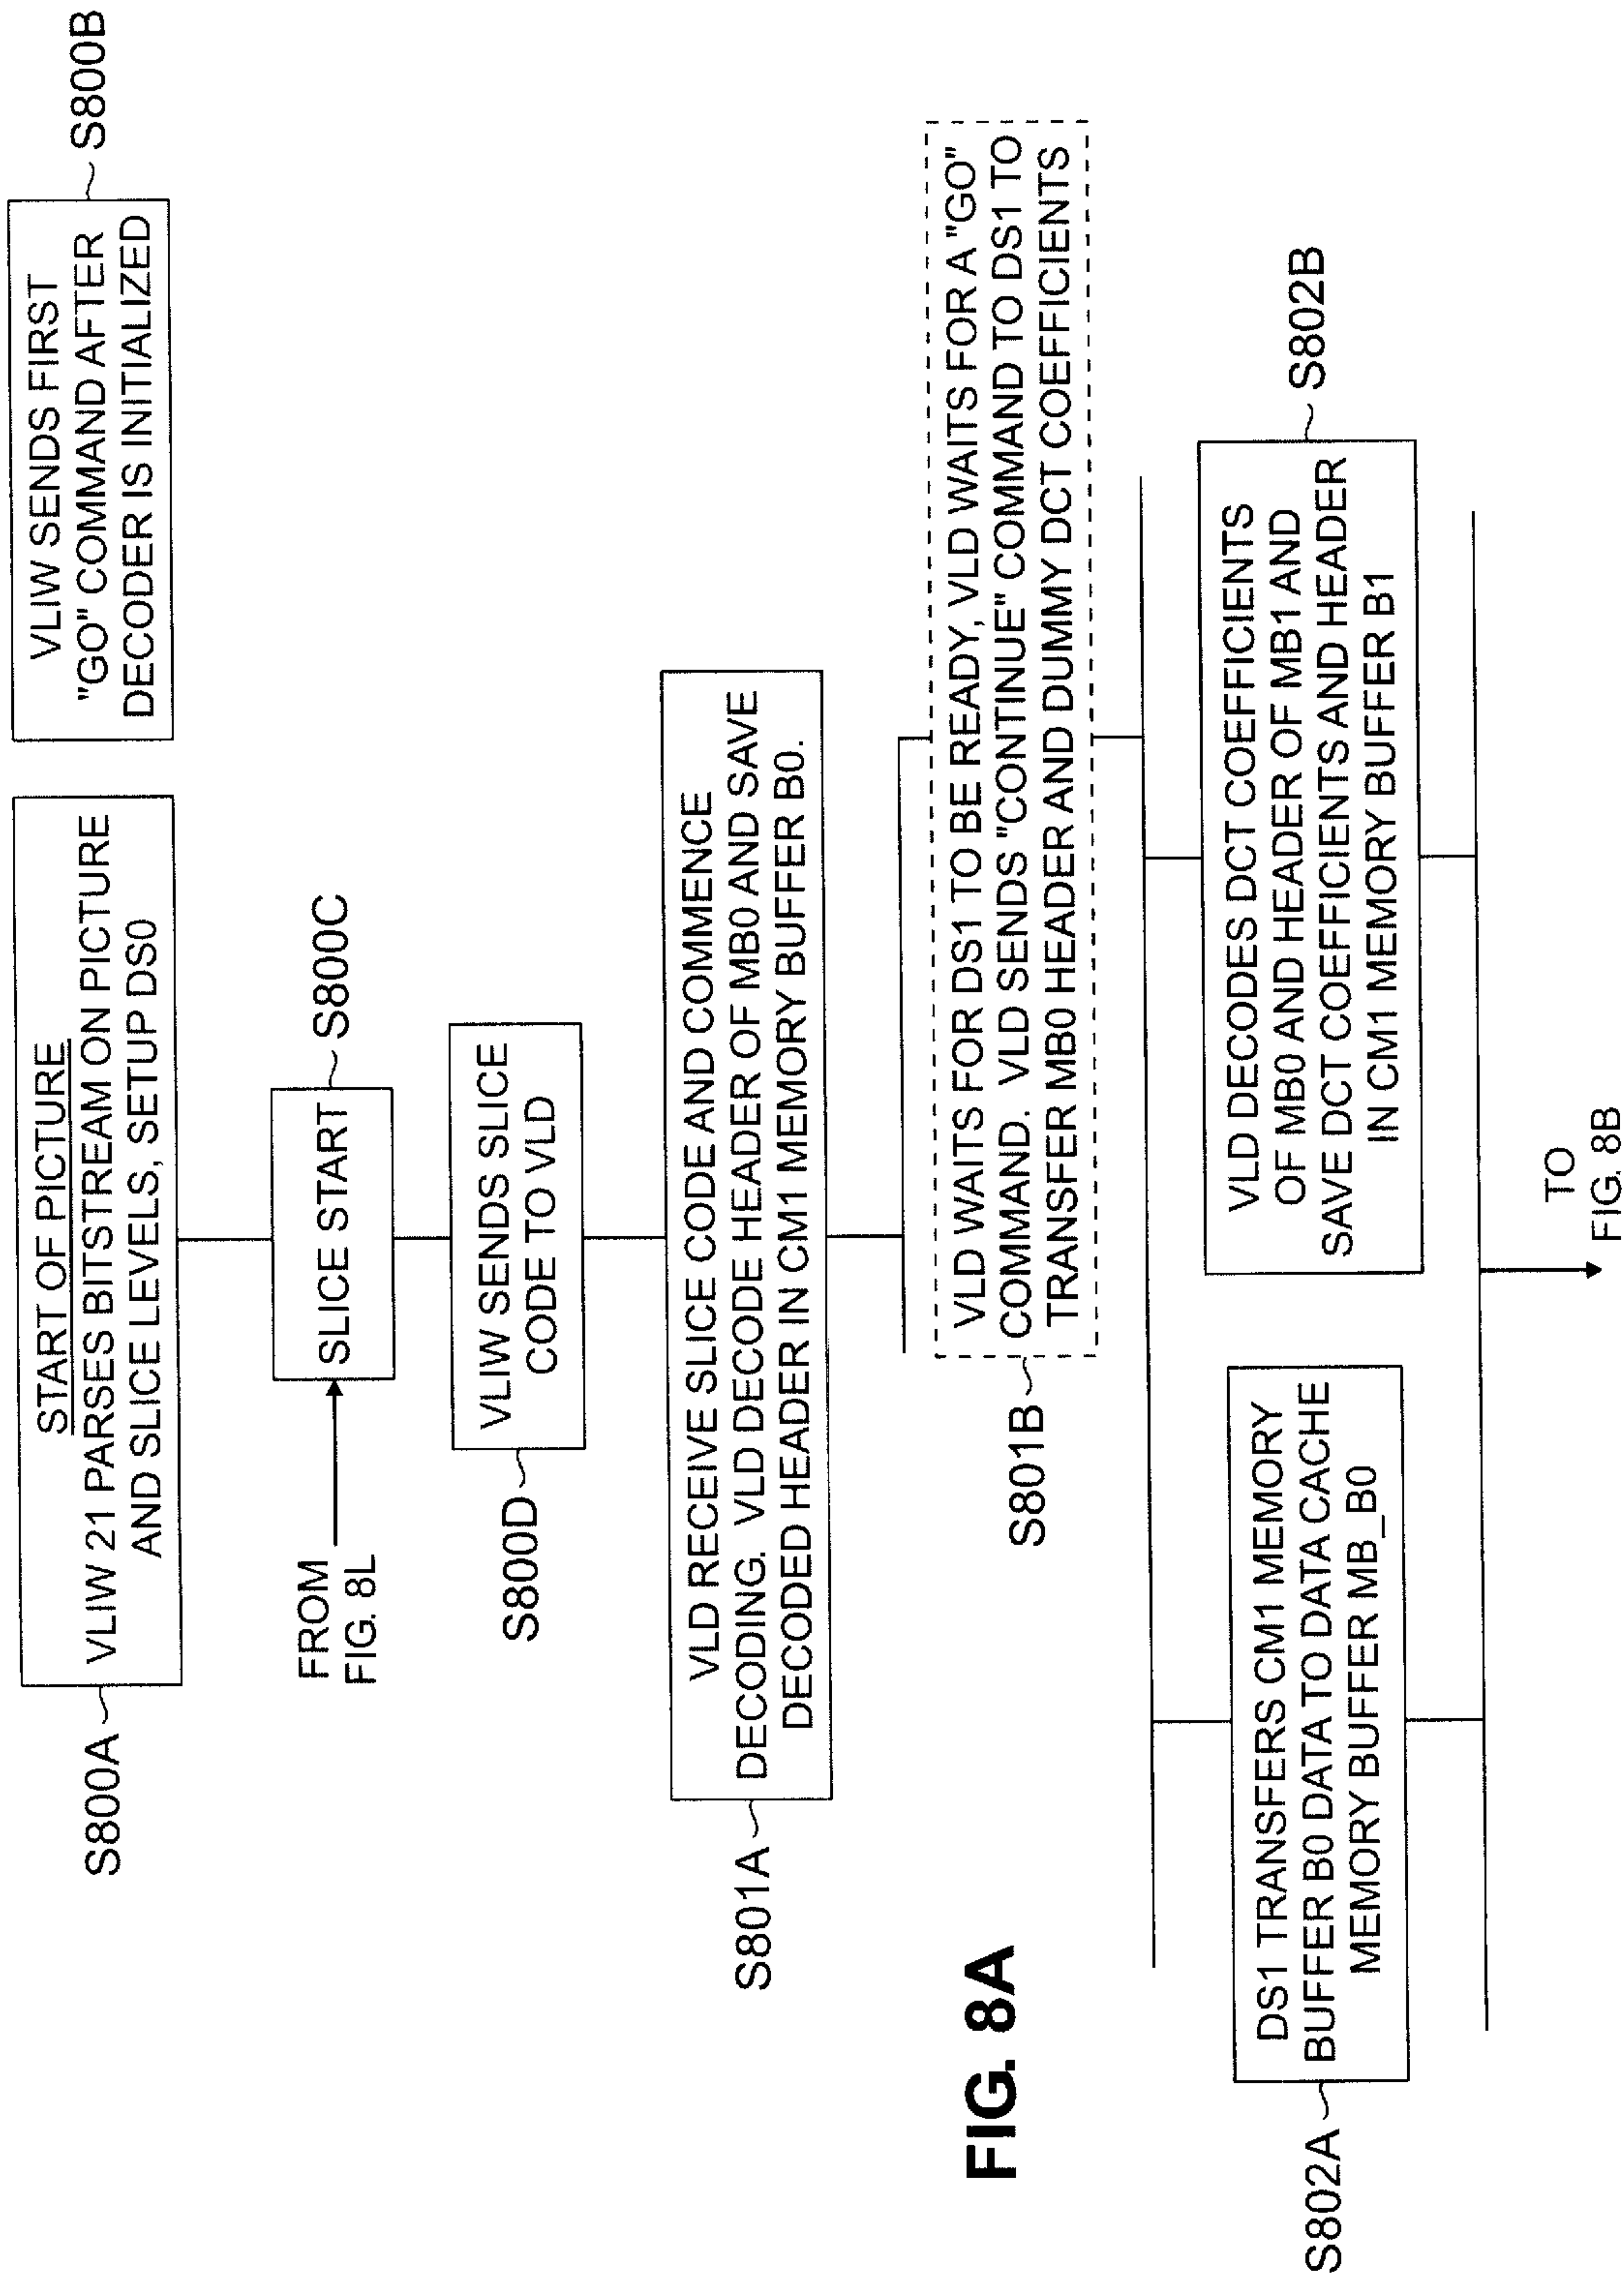 START OF PICTURE
VLIW 21 PARSES BITSTREAM ON PICTURE
AND SLICE LEVELS, SETUP DS0
S800A
VLIW SENDS FIRST
"GO" COMMAND AFTER
DECODER IS INITIALIZED
S800B
FROM
FIG. 8L
SLICE START
S800C
S800D
VLIW SENDS SLICE
CODE TO VLD
S801A
VLD RECEIVE SLICE CODE AND COMMENCE
DECODING. VLD DECODE HEADER OF MB0 AND SAVE
DECODED HEADER IN CM1 MEMORY BUFFER B0.
FIG. 8A
S801B
VLD WAITS FOR DS1 TO BE READY, VLD WAITS FOR A "GO"
COMMAND. VLD SENDS "CONTINUE" COMMAND TO DS1 TO
TRANSFER MB0 HEADER AND DUMMY DCT COEFFICIENTS
S802A
DS1 TRANSFERS CM1 MEMORY
BUFFER B0 DATA TO DATA CACHE
MEMORY BUFFER MB_B0
VLD DECODES DCT COEFFICIENTS
OF MB0 AND HEADER OF MB1 AND
SAVE DCT COEFFICIENTS AND HEADER
IN CM1 MEMORY BUFFER B1
S802B
TO
FIG. 8B